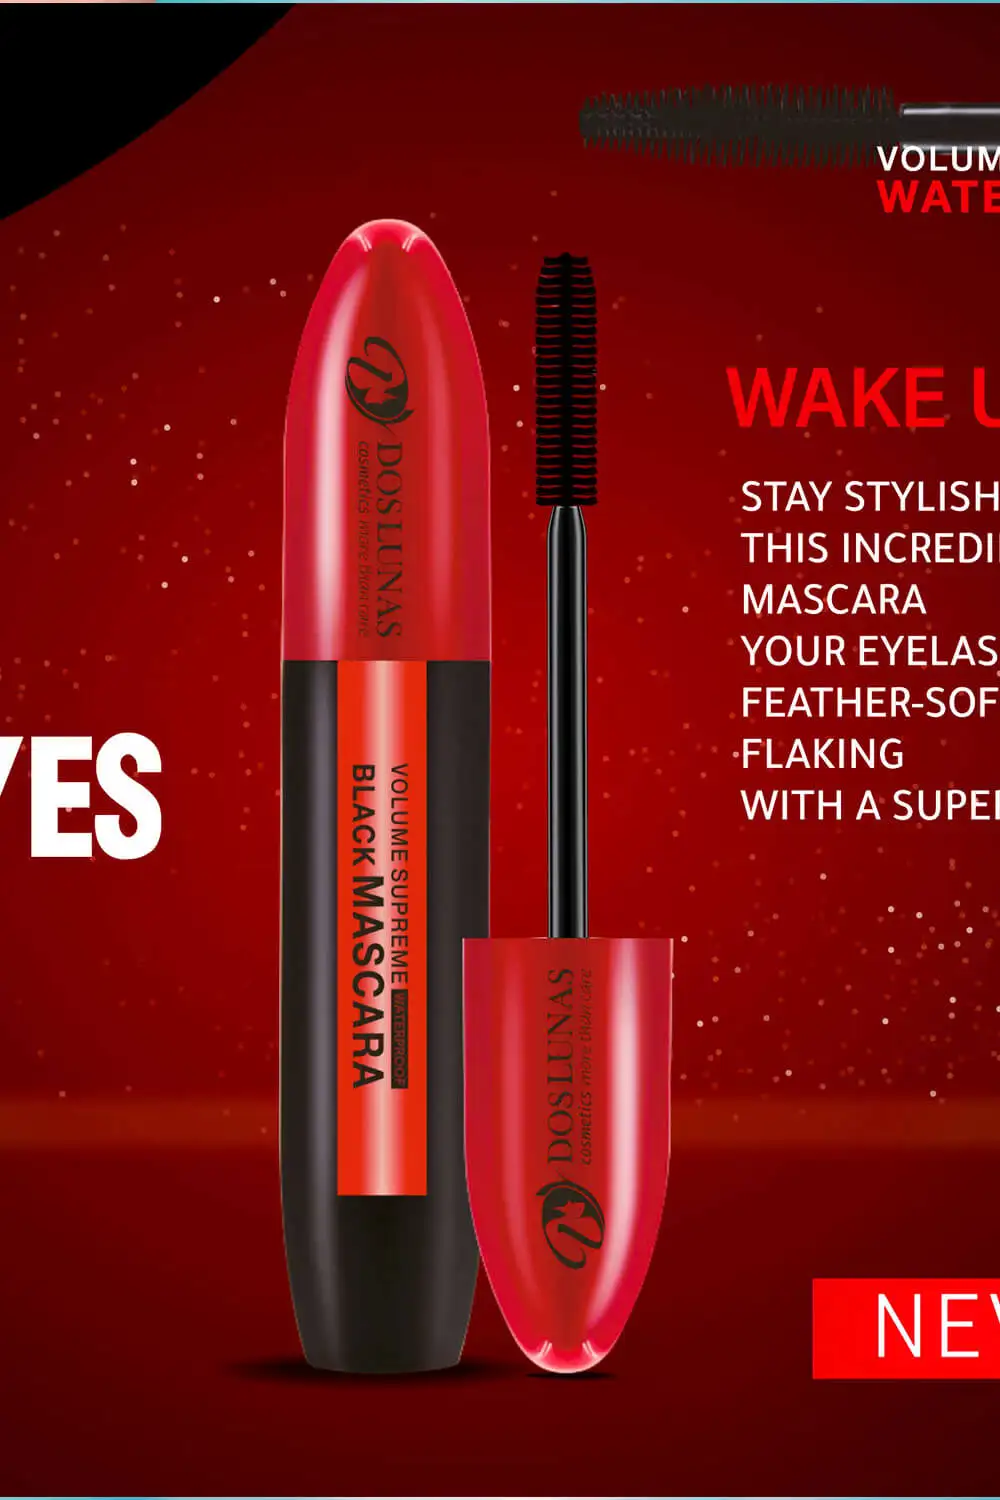 VOLUM
WATE
DOSLUNAS
cosmetics more than care
VOLUME SUPREME WATERPROOF
BLACK MASCARA
YES
WAKE U
STAY STYLISH
THIS INCREDI
MASCARA
YOUR EYELAS
FEATHER-SOF
FLAKING
WITH A SUPER
DOSLUNAS
cosmetics more than care
NEW